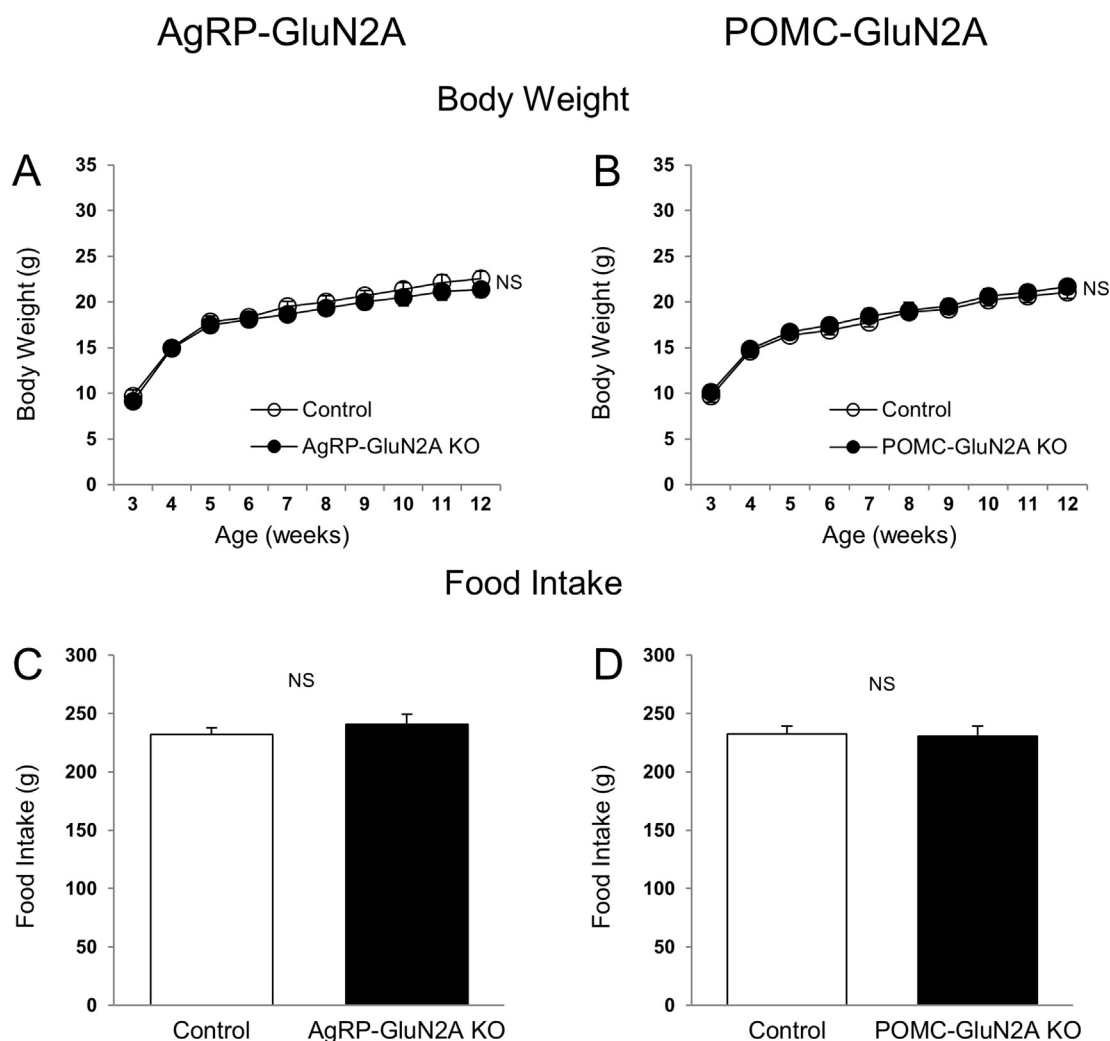 AgRP-GluN2A
POMC-GluN2A
Body Weight
A
35
30
25
20
15
10
5
0
Body Weight (g)
NS
Control
AgRP-GluN2A KO
3 4 5 6 7 8 9 10 11 12
Age (weeks)
B
35
30
25
20
15
10
5
0
Body Weight (g)
NS
Control
POMC-GluN2A KO
3 4 5 6 7 8 9 10 11 12
Age (weeks)
Food Intake
C
300
250
200
150
100
50
0
Food Intake (g)
NS
Control
AgRP-GluN2A KO
D
300
250
200
150
100
50
0
Food Intake (g)
NS
Control
POMC-GluN2A KO